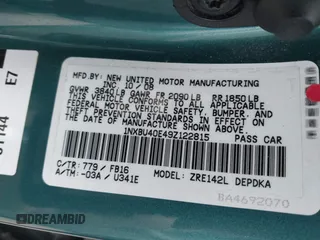 MFD. BY: NEW UNITED MOTOR MANUFACTURING
INC. 10/08
GVWR 3840LB GAWR FR 2090LB RR 1850LB
THIS VEHICLE CONFORMS TO ALL APPLICABLE
FEDERAL MOTOR VEHICLE SAFETY, BUMPER, AND
THEFT PREVENTION STANDARDS IN EFFECT ON THE
DATE OF MANUFACTURE SHOWN ABOVE.
1NXBU40E49Z122815 PASS CAR
C/TR: 779 / FB16
A/TM: -03A / U341E
MODEL: ZRE142L DEPDKA
BA4692070
E7
DREAMBID